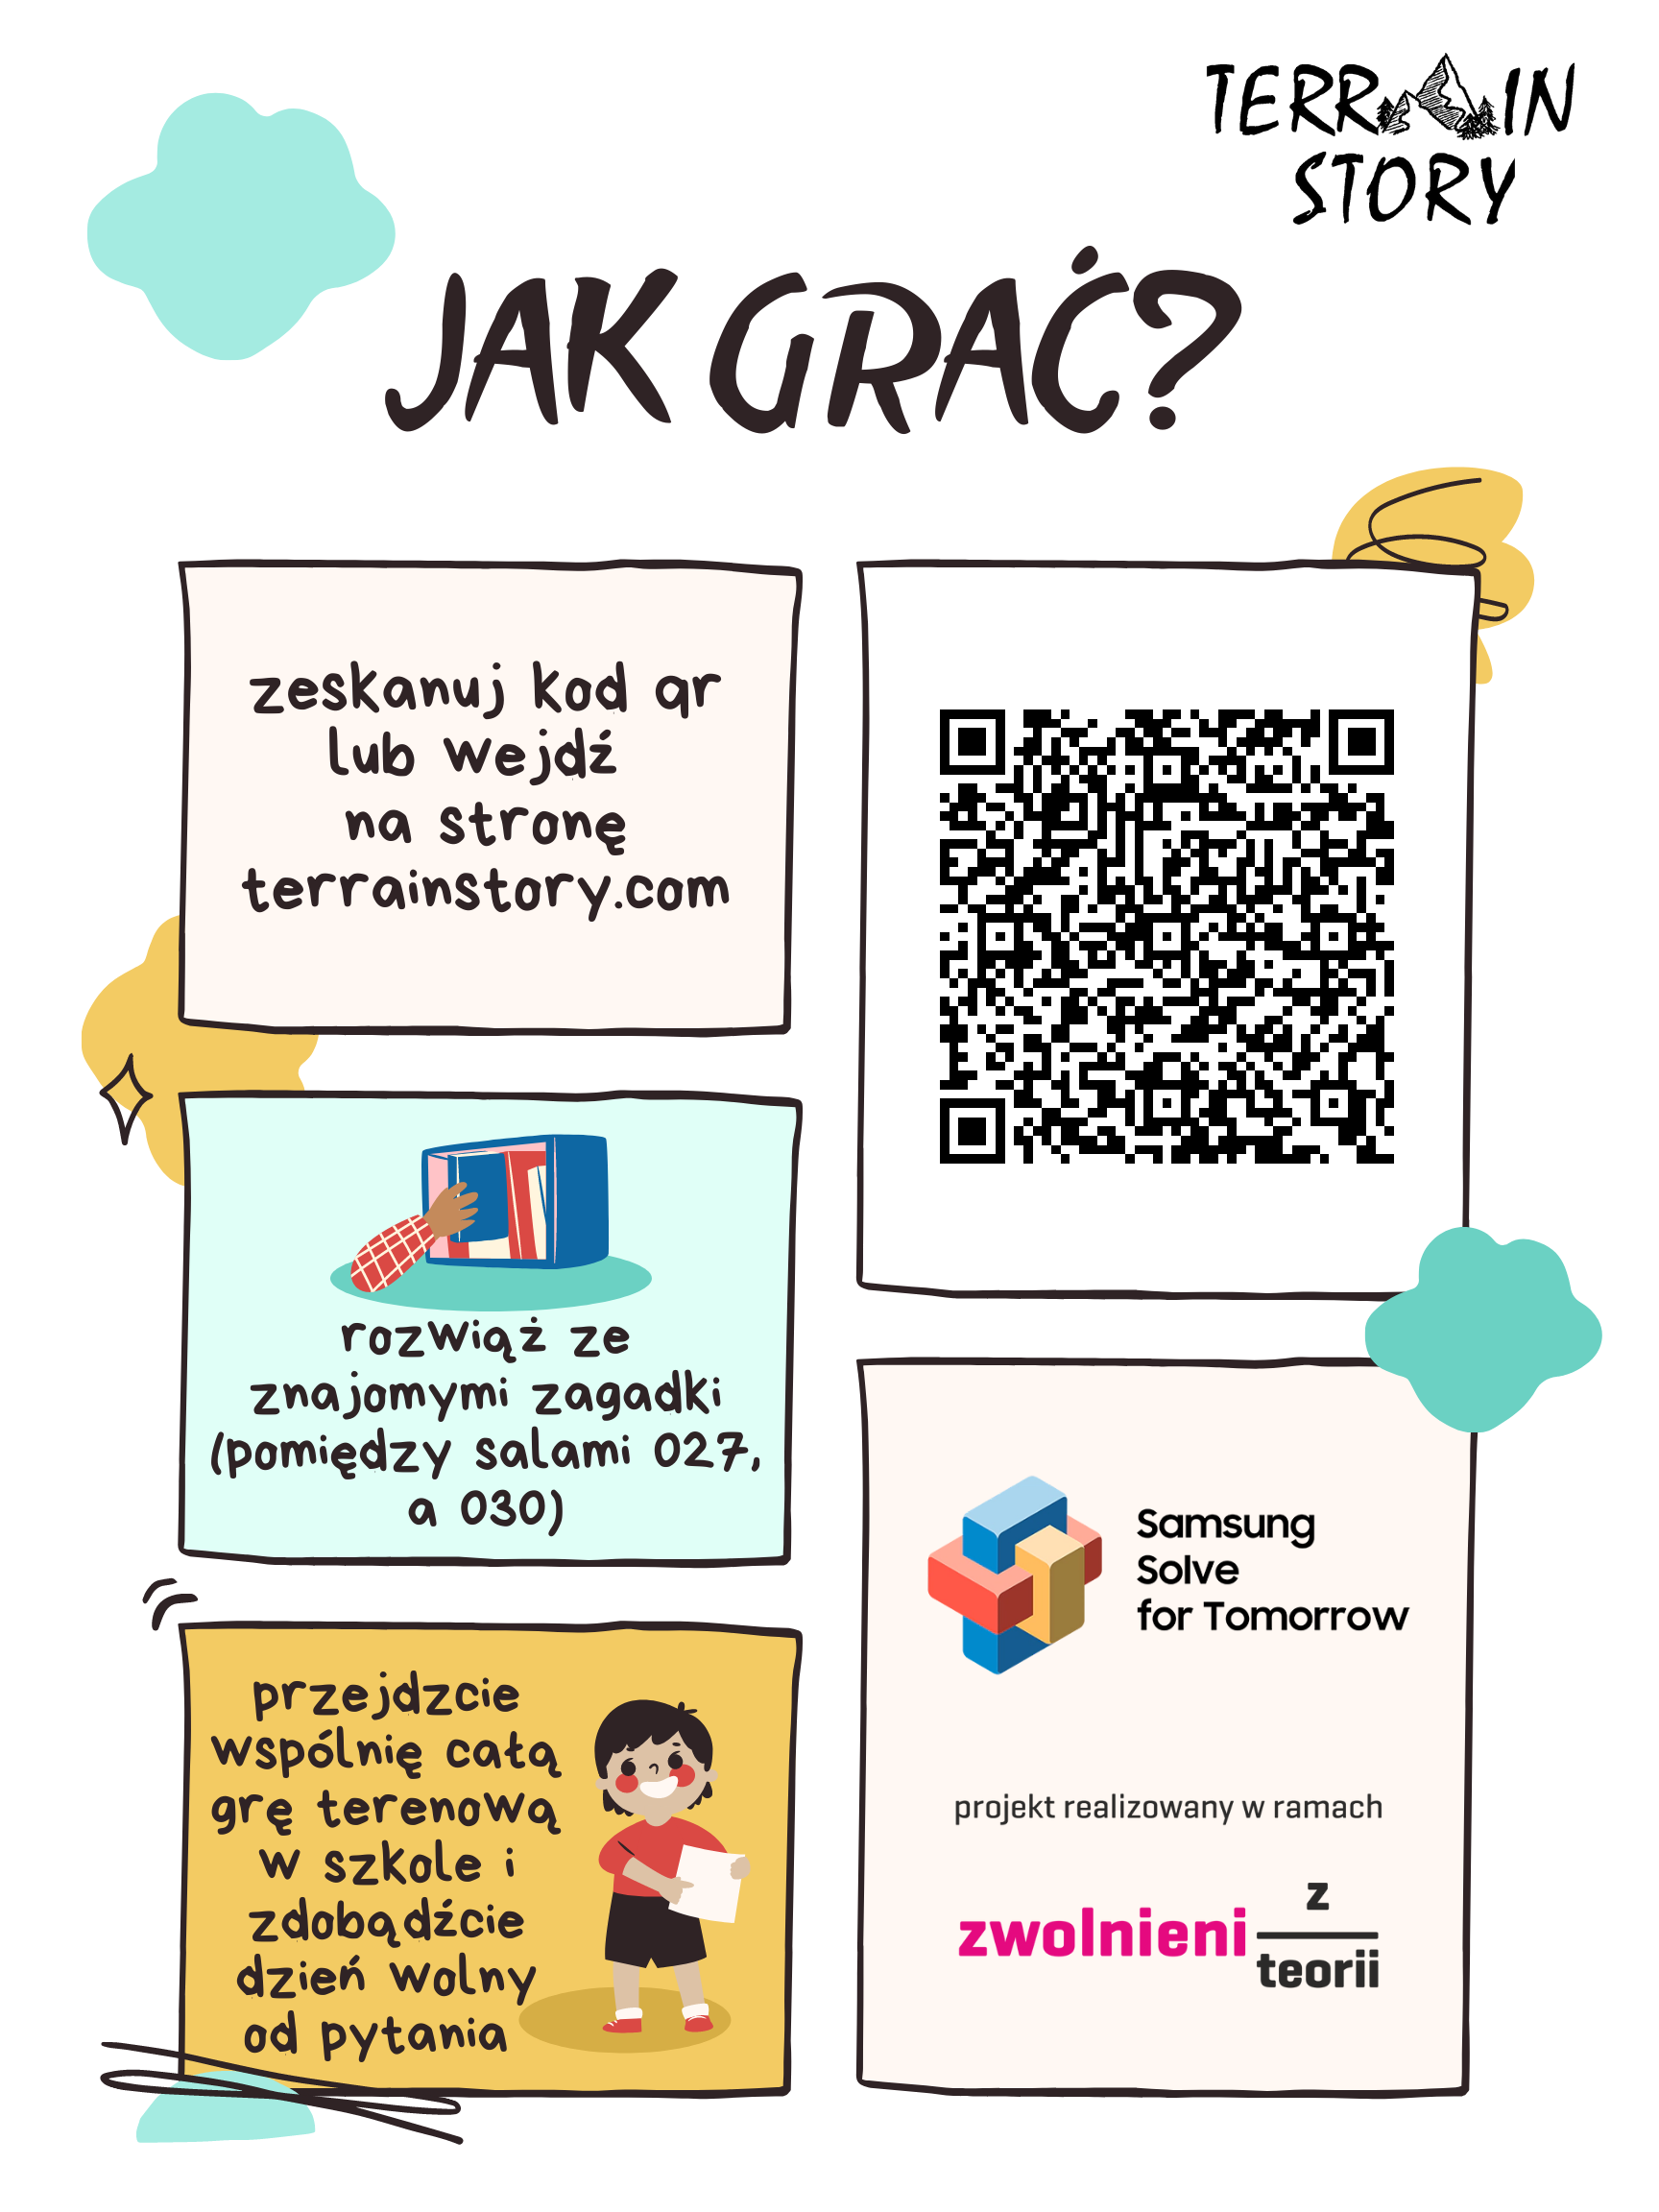 TERRAIN
STORY
JAK GRAĆ?
zeskanuj kod qr
lub wejdź
na stronę
terrainstory.com
rozwiąż ze
znajomymi zagadki
(pomiędzy salami 027,
a 030)
przejdzcie
wspólnię całą
grę terenową
w szkole i
zdobądźcie
dzień wolny
od pytania
Samsung
Solve
for Tomorrow
projekt realizowany w ramach
zwolnieni z teorii